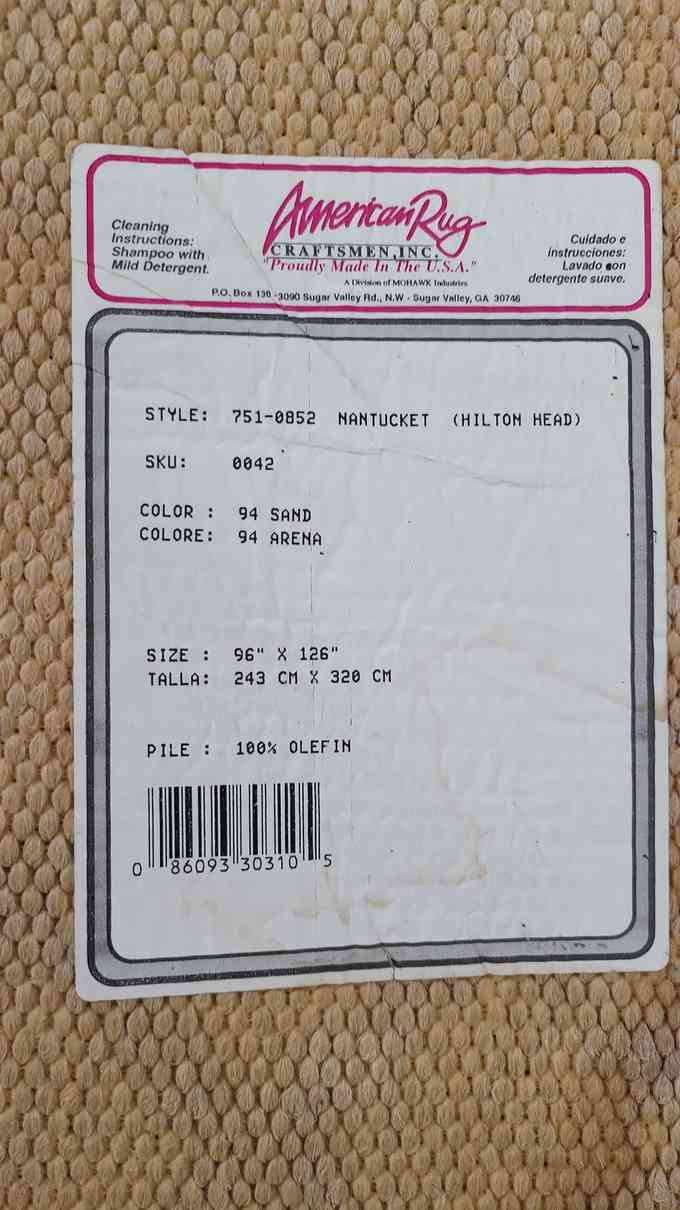 American Rug
CRAFTSMEN, INC.
"Proudly Made In The U.S.A."
A Division of MOHAWK Industries
P.O. Box 130 - 3090 Sugar Valley Rd., N.W - Sugar Valley, GA 30746
Cleaning
Instructions:
Shampoo with
Mild Detergent.
Cuidado e
instrucciones:
Lavado con
detergente suave.
STYLE: 751-0852 NANTUCKET (HILTON HEAD)
SKU: 0042
COLOR : 94 SAND
COLORE: 94 ARENA
SIZE : 96" X 126"
TALLA: 243 CM X 320 CM
PILE : 100% OLEFIN
0 86093 30310 5